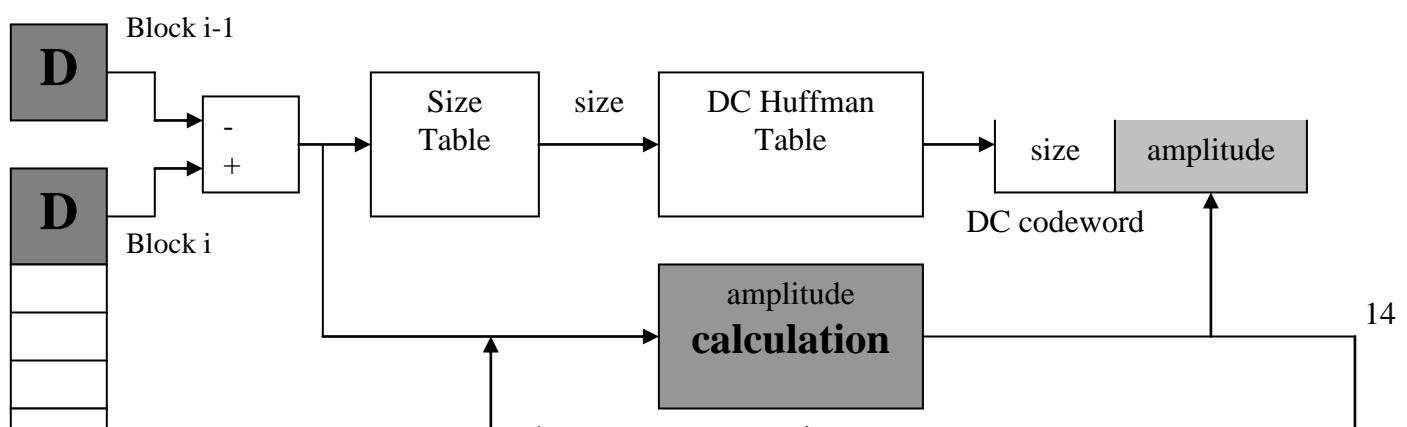 Block i-1
D
-
+
Size
Table
size
DC Huffman
Table
size
amplitude
D
Block i
DC codeword
amplitude
calculation
14